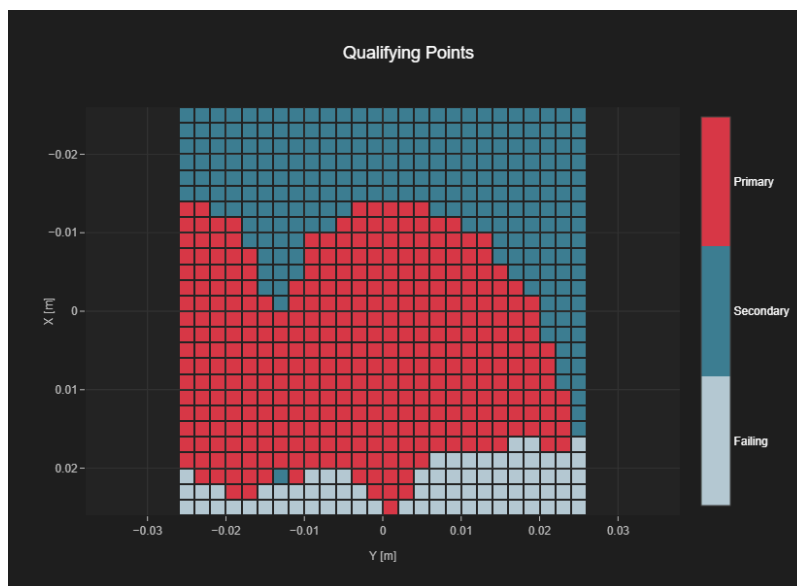 Qualifying Points
−0.02
−0.01
0
0.01
0.02
X [m]
−0.03
−0.02
−0.01
0
0.01
0.02
0.03
Y [m]
Primary
Secondary
Failing